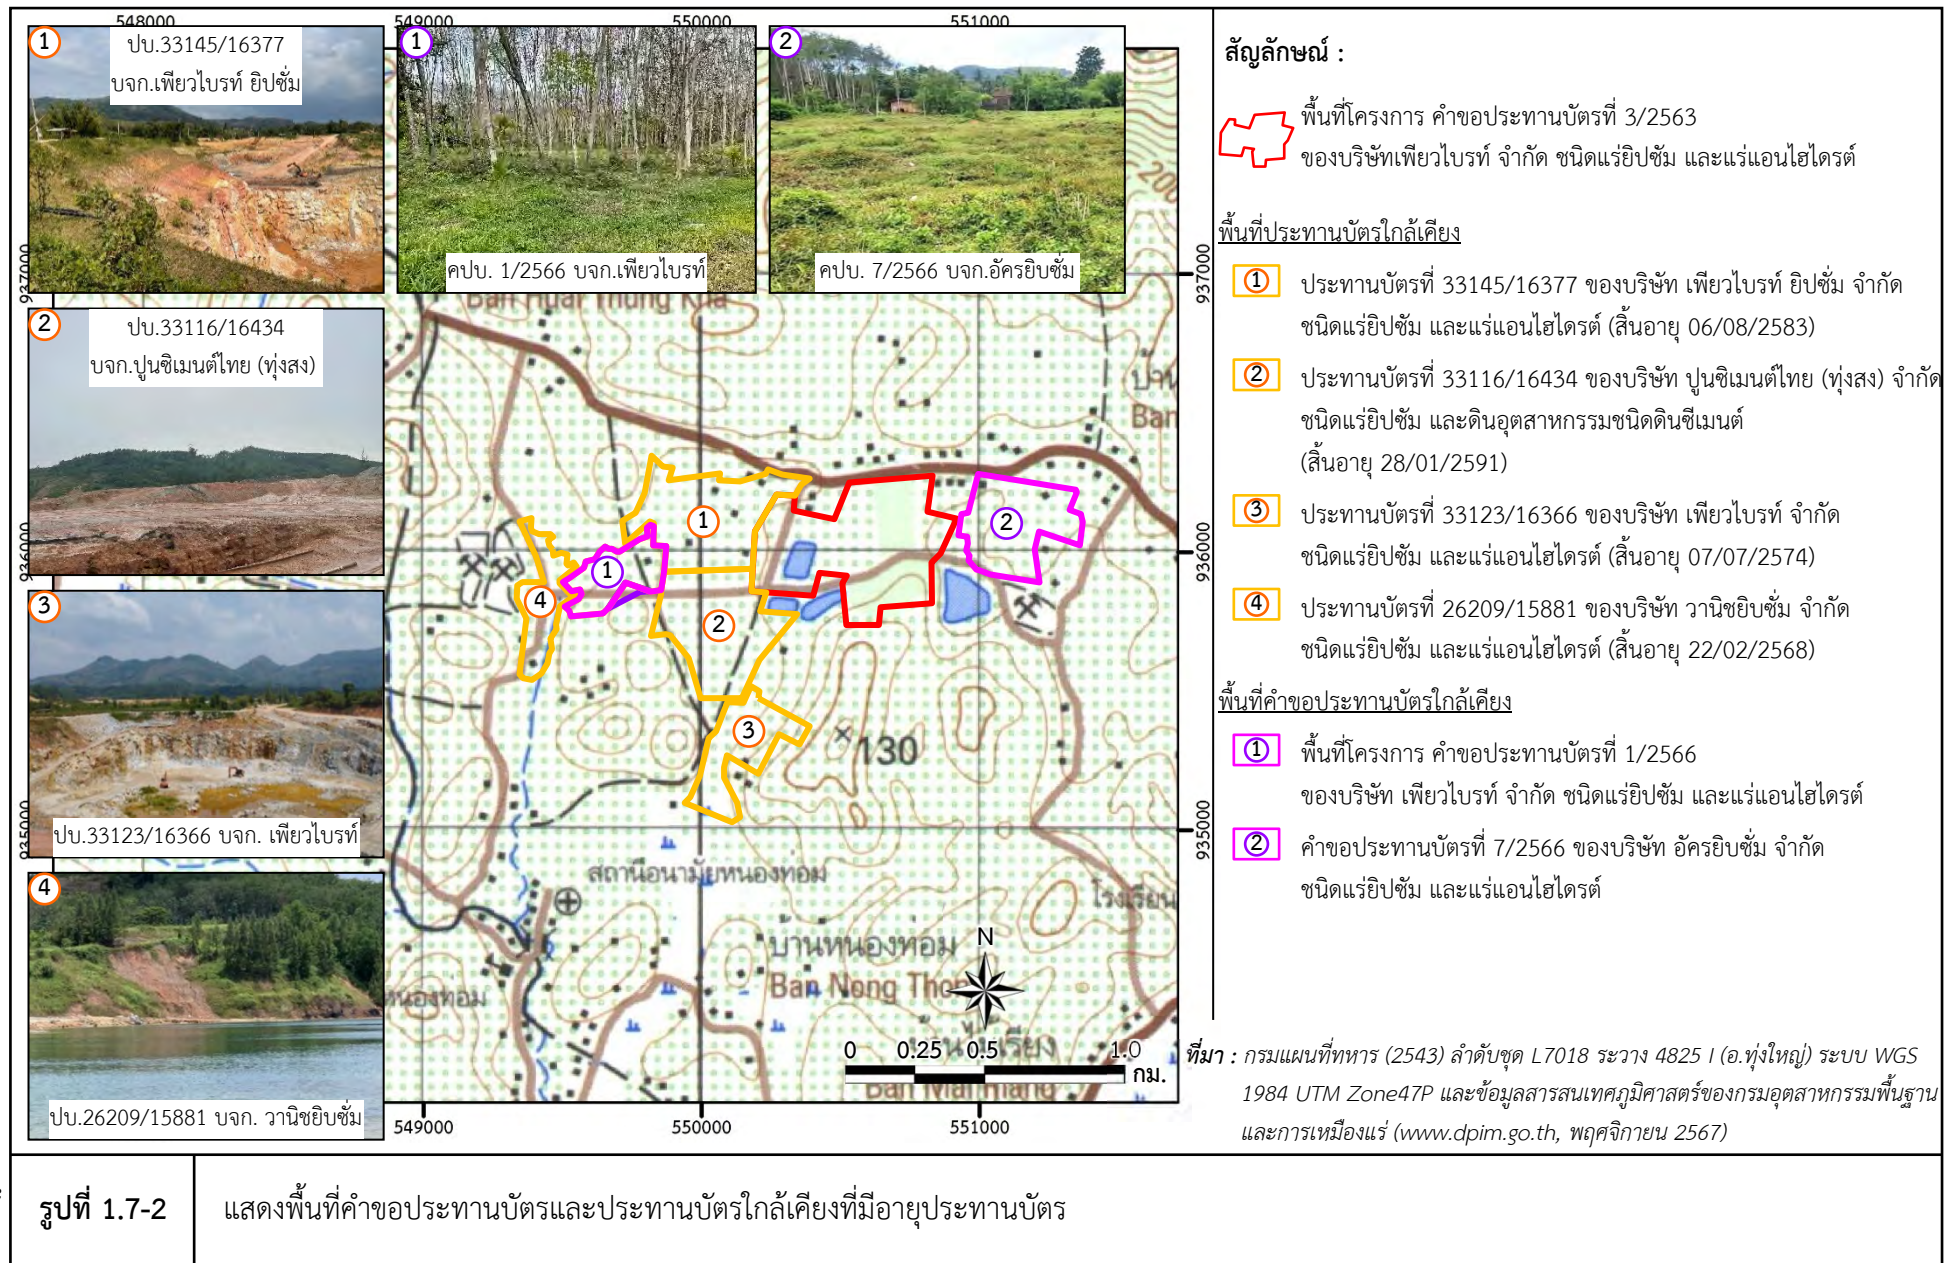 548000
549000
550000
551000
1
ปบ.33145/16377
บจก.เพียวไบรท์ ยิปซั่ม
1
คปบ. 1/2566 บจก.เพียวไบรท์
2
คปบ. 7/2566 บจก.อัครยิบซั่ม
2
ปบ.33116/16434
บจก.ปูนซิเมนต์ไทย (ทุ่งสง)
3
ปบ.33123/16366 บจก. เพียวไบรท์
4
ปบ.26209/15881 บจก. วานิชยิบซั่ม
937000
936000
935000
937000
936000
935000
Ban Huai Thung Kha
200
Ban
1
2
1
4
2
3
130
สถานีอนามัยหนองท่อม
โรงเรียน
บ้านหนองท่อม
Ban Nong Thom
หนองท่อม
N
0 0.25 0.5 1.0
กม.
549000
550000
551000
สัญลักษณ์ :
พื้นที่โครงการ คำขอประทานบัตรที่ 3/2563
ของบริษัทเพียวไบรท์ จำกัด ชนิดแร่ยิปซัม และแร่แอนไฮไดรต์
พื้นที่ประทานบัตรใกล้เคียง
1 ประทานบัตรที่ 33145/16377 ของบริษัท เพียวไบรท์ ยิปซั่ม จำกัด
ชนิดแร่ยิปซัม และแร่แอนไฮไดรต์ (สิ้นอายุ 06/08/2583)
2 ประทานบัตรที่ 33116/16434 ของบริษัท ปูนซิเมนต์ไทย (ทุ่งสง) จำกัด
ชนิดแร่ยิปซัม และดินอุตสาหกรรมชนิดดินซีเมนต์
(สิ้นอายุ 28/01/2591)
3 ประทานบัตรที่ 33123/16366 ของบริษัท เพียวไบรท์ จำกัด
ชนิดแร่ยิปซัม และแร่แอนไฮไดรต์ (สิ้นอายุ 07/07/2574)
4 ประทานบัตรที่ 26209/15881 ของบริษัท วานิชยิบซั่ม จำกัด
ชนิดแร่ยิปซัม และแร่แอนไฮไดรต์ (สิ้นอายุ 22/02/2568)
พื้นที่คำขอประทานบัตรใกล้เคียง
1 พื้นที่โครงการ คำขอประทานบัตรที่ 1/2566
ของบริษัท เพียวไบรท์ จำกัด ชนิดแร่ยิปซัม และแร่แอนไฮไดรต์
2 คำขอประทานบัตรที่ 7/2566 ของบริษัท อัครยิบซั่ม จำกัด
ชนิดแร่ยิปซัม และแร่แอนไฮไดรต์
ที่มา : กรมแผนที่ทหาร (2543) ลำดับชุด L7018 ระวาง 4825 I (อ.ทุ่งใหญ่) ระบบ WGS
1984 UTM Zone47P และข้อมูลสารสนเทศภูมิศาสตร์ของกรมอุตสาหกรรมพื้นฐาน
และการเหมืองแร่ (www.dpim.go.th, พฤศจิกายน 2567)
รูปที่ 1.7-2
แสดงพื้นที่คำขอประทานบัตรและประทานบัตรใกล้เคียงที่มีอายุประทานบัตร